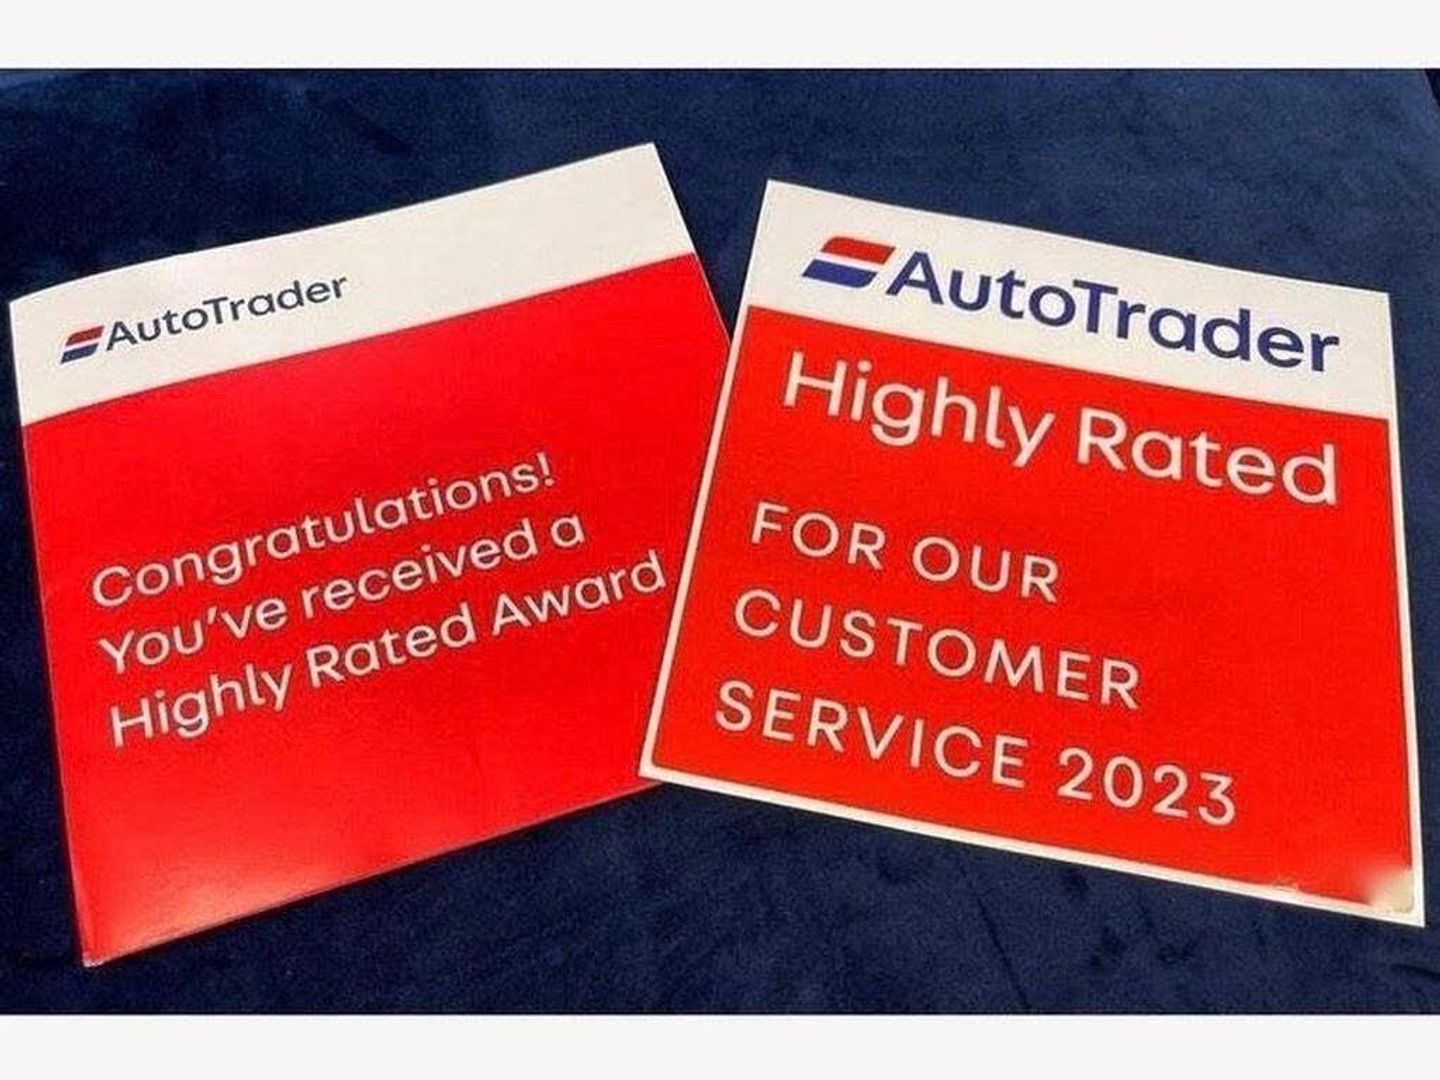 AutoTrader
Congratulations!
You've received a
Highly Rated Award
AutoTrader
Highly Rated
FOR OUR
CUSTOMER
SERVICE 2023